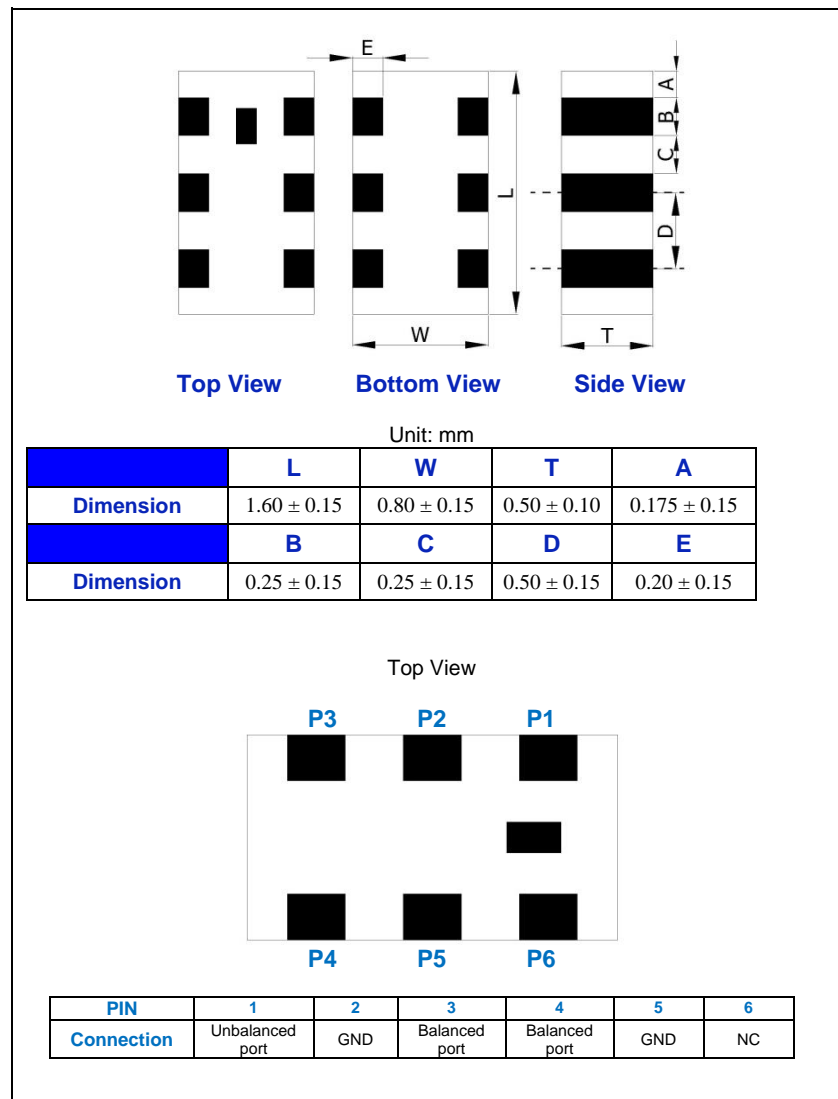 E
A
B
C
D
L
W
T
Top View Bottom View Side View
Unit: mm
L W T A
Dimension 1.60 ± 0.15 0.80 ± 0.15 0.50 ± 0.10 0.175 ± 0.15
B C D E
Dimension 0.25 ± 0.15 0.25 ± 0.15 0.50 ± 0.15 0.20 ± 0.15
Top View
P3 P2 P1
P4 P5 P6
PIN 1 2 3 4 5 6
Connection Unbalanced port GND Balanced port Balanced port GND NC